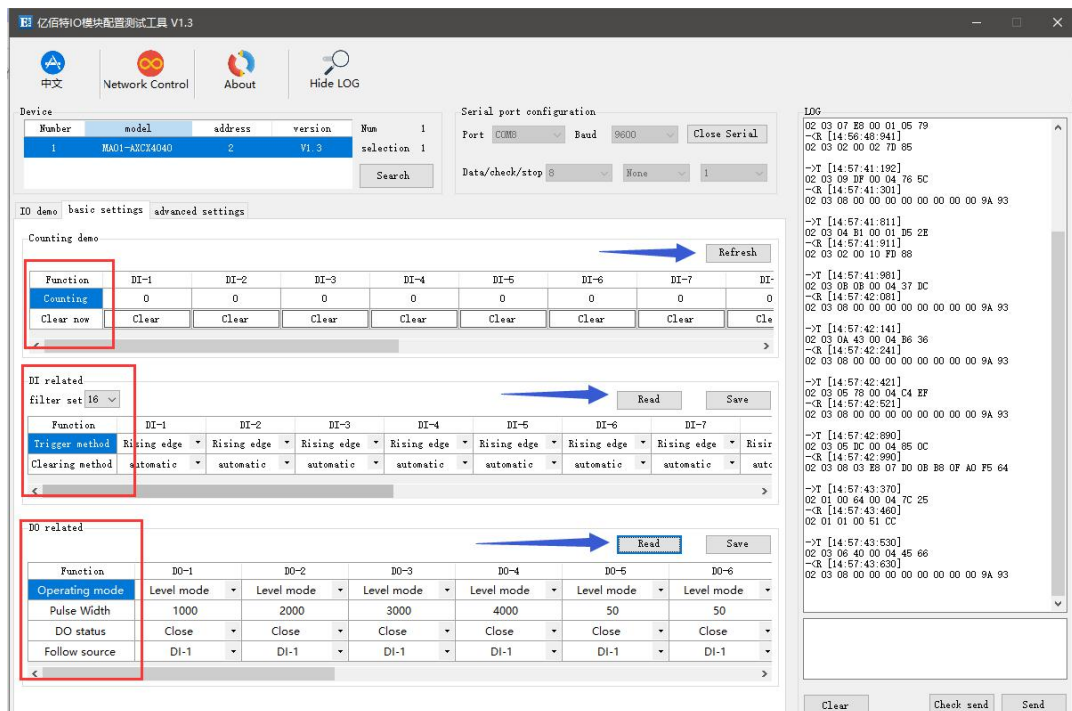 亿佰特IO模块配置测试工具 V1.3
中文 Network Control About Hide LOG
Device
Number model address version
1 MA01-AXCX4040 2 V1.3
Num 1
selection 1
Search
Serial port configuration
Port COM8 Baud 9600 Close Serial
Data/check/stop 8 None 1
IO demo basic settings advanced settings
Counting demo
Refresh
Function DI-1 DI-2 DI-3 DI-4 DI-5 DI-6 DI-7 DI-
Counting 0 0 0 0 0 0 0 0
Clear now Clear Clear Clear Clear Clear Clear Clear Cle
DI related
filter set 16 Read Save
Function DI-1 DI-2 DI-3 DI-4 DI-5 DI-6 DI-7
Trigger method Rising edge Rising edge Rising edge Rising edge Rising edge Rising edge Rising edge Risir
Clearing method automatic automatic automatic automatic automatic automatic automatic autc
DO related
Read Save
Function DO-1 DO-2 DO-3 DO-4 DO-5 DO-6
Operating mode Level mode Level mode Level mode Level mode Level mode Level mode
Pulse Width 1000 2000 3000 4000 50 50
DO status Close Close Close Close Close Close
Follow source DI-1 DI-1 DI-1 DI-1 DI-1 DI-1
LOG
02 03 07 E8 00 01 05 79
-<R [14:56:48:941]
02 03 02 00 02 7D 85
->T [14:57:41:192]
02 03 09 DF 00 04 76 5C
-<R [14:57:41:301]
02 03 08 00 00 00 00 00 00 00 00 9A 93
->T [14:57:41:811]
02 03 04 B1 00 01 D5 2E
-<R [14:57:41:911]
02 03 02 00 10 FD 88
->T [14:57:41:981]
02 03 0B 0B 00 04 37 DC
-<R [14:57:42:081]
02 03 08 00 00 00 00 00 00 00 00 9A 93
->T [14:57:42:141]
02 03 0A 43 00 04 B6 36
-<R [14:57:42:241]
02 03 08 00 00 00 00 00 00 00 00 9A 93
->T [14:57:42:421]
02 03 05 78 00 04 C4 EF
-<R [14:57:42:521]
02 03 08 00 00 00 00 00 00 00 00 9A 93
->T [14:57:42:890]
02 03 05 DC 00 04 85 0C
-<R [14:57:42:990]
02 03 08 03 E8 07 D0 0B B8 0F A0 F5 64
->T [14:57:43:370]
02 01 00 64 00 04 7C 25
-<R [14:57:43:460]
02 01 01 00 51 CC
->T [14:57:43:530]
02 03 06 40 00 04 45 66
-<R [14:57:43:630]
02 03 08 00 00 00 00 00 00 00 00 9A 93
Clear Check send Send